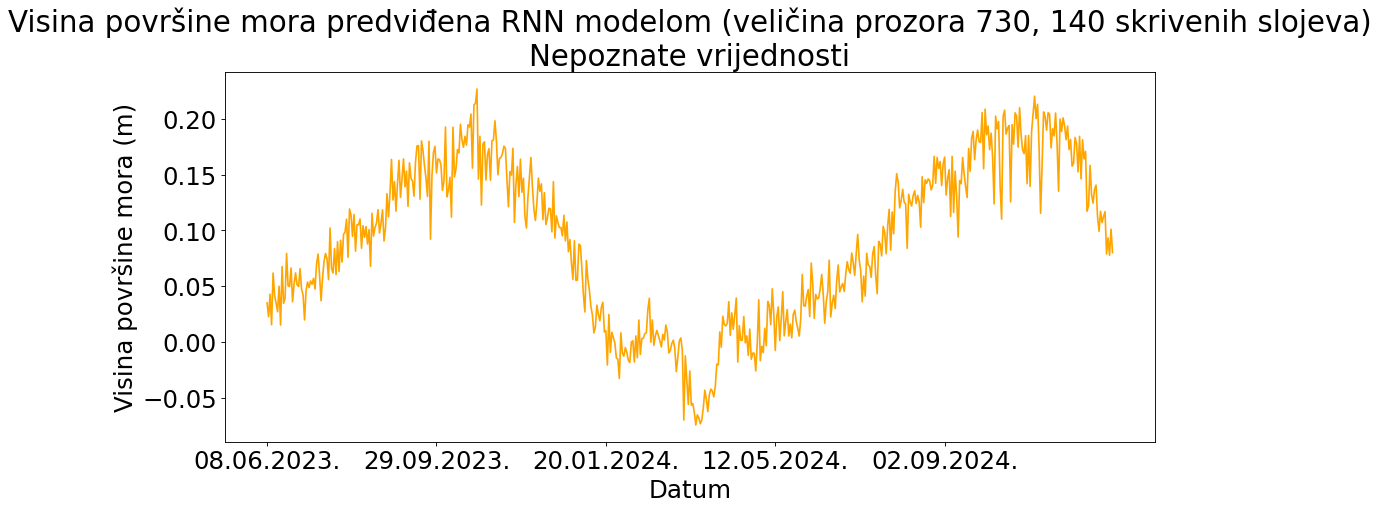 Visina površine mora predviđena RNN modelom (veličina prozora 730, 140 skrivenih slojeva)
Nepoznate vrijednosti
Visina površine mora (m)
0.20
0.15
0.10
0.05
0.00
−0.05
08.06.2023. 29.09.2023. 20.01.2024. 12.05.2024. 02.09.2024.
Datum